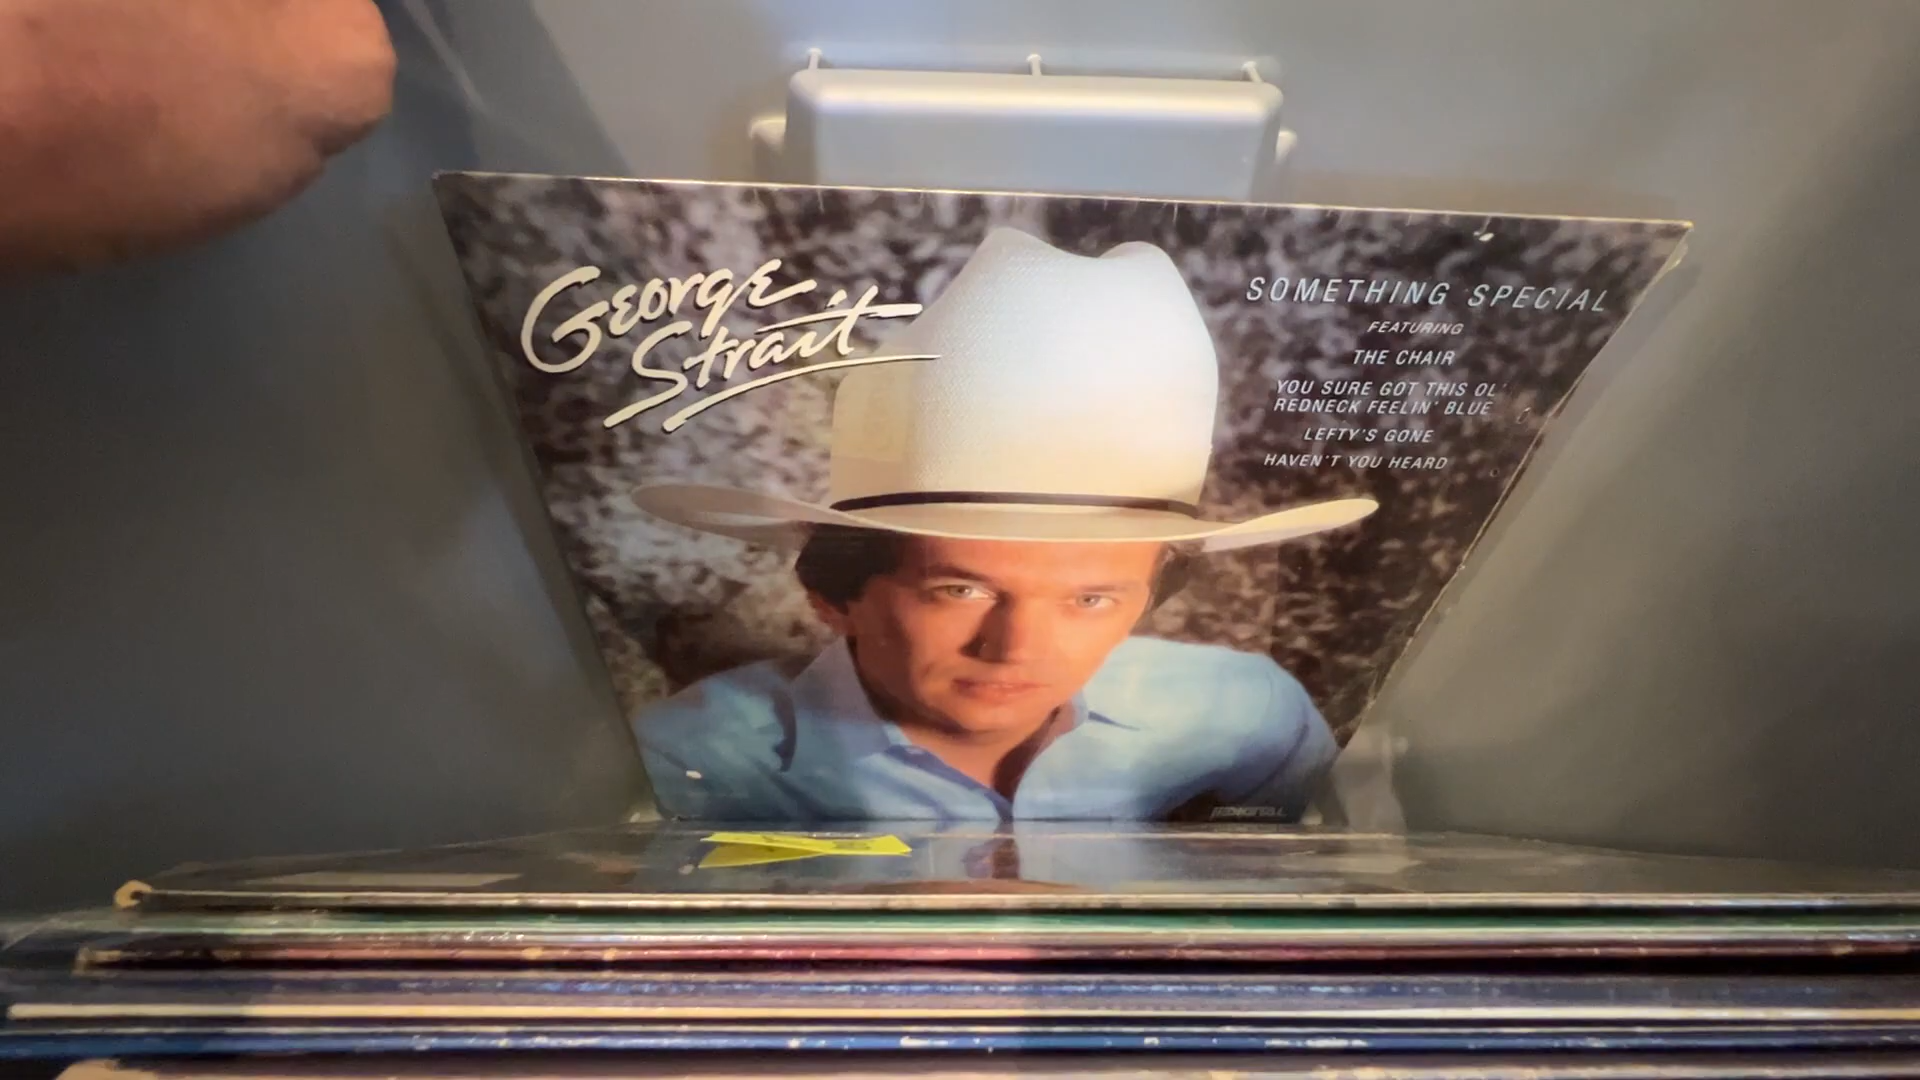 George
Strait
SOMETHING SPECIAL
FEATURING
THE CHAIR
YOU SURE GOT THIS OL'
REDNECK FEELIN' BLUE
LEFTY'S GONE
HAVEN'T YOU HEARD